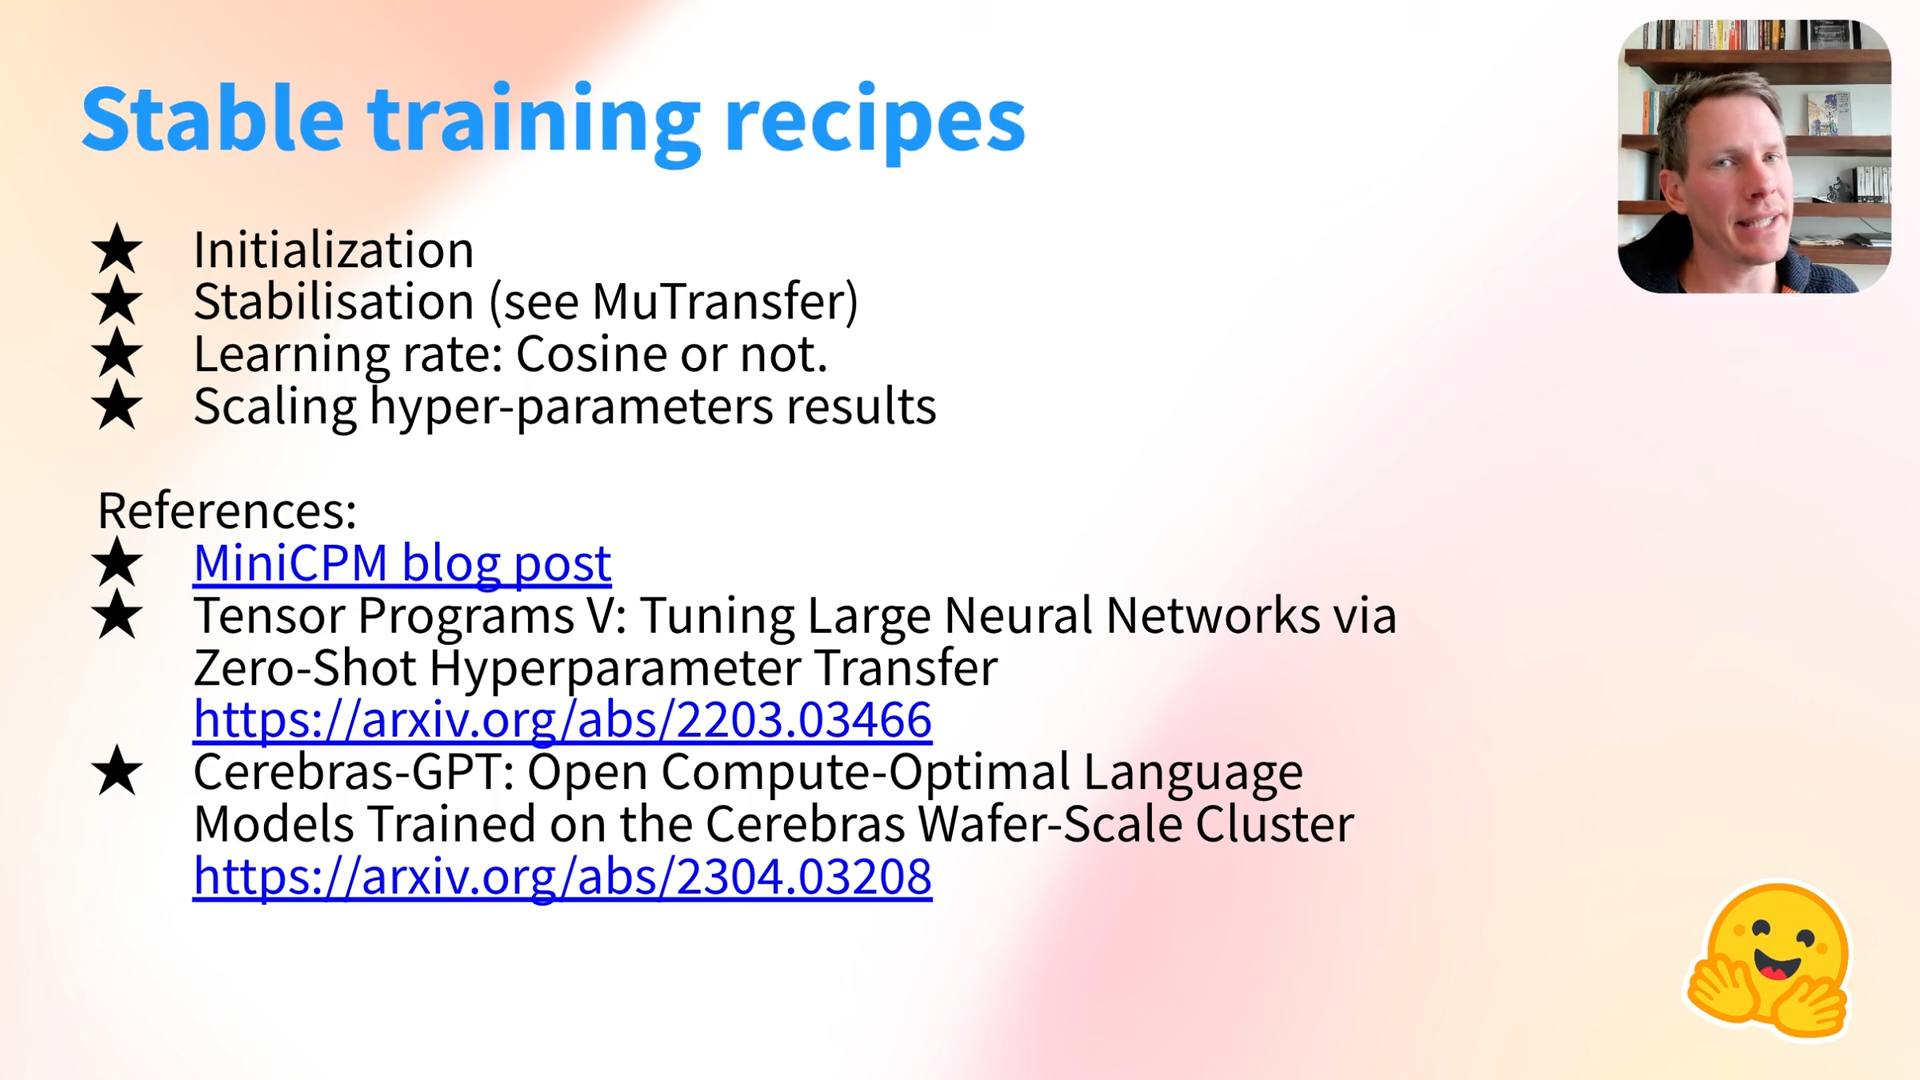 Stable training recipes
★ Initialization
★ Stabilisation (see MuTransfer)
★ Learning rate: Cosine or not.
★ Scaling hyper-parameters results
References:
★ MiniCPM blog post
★ Tensor Programs V: Tuning Large Neural Networks via
Zero-Shot Hyperparameter Transfer
https://arxiv.org/abs/2203.03466
★ Cerebras-GPT: Open Compute-Optimal Language
Models Trained on the Cerebras Wafer-Scale Cluster
https://arxiv.org/abs/2304.03208